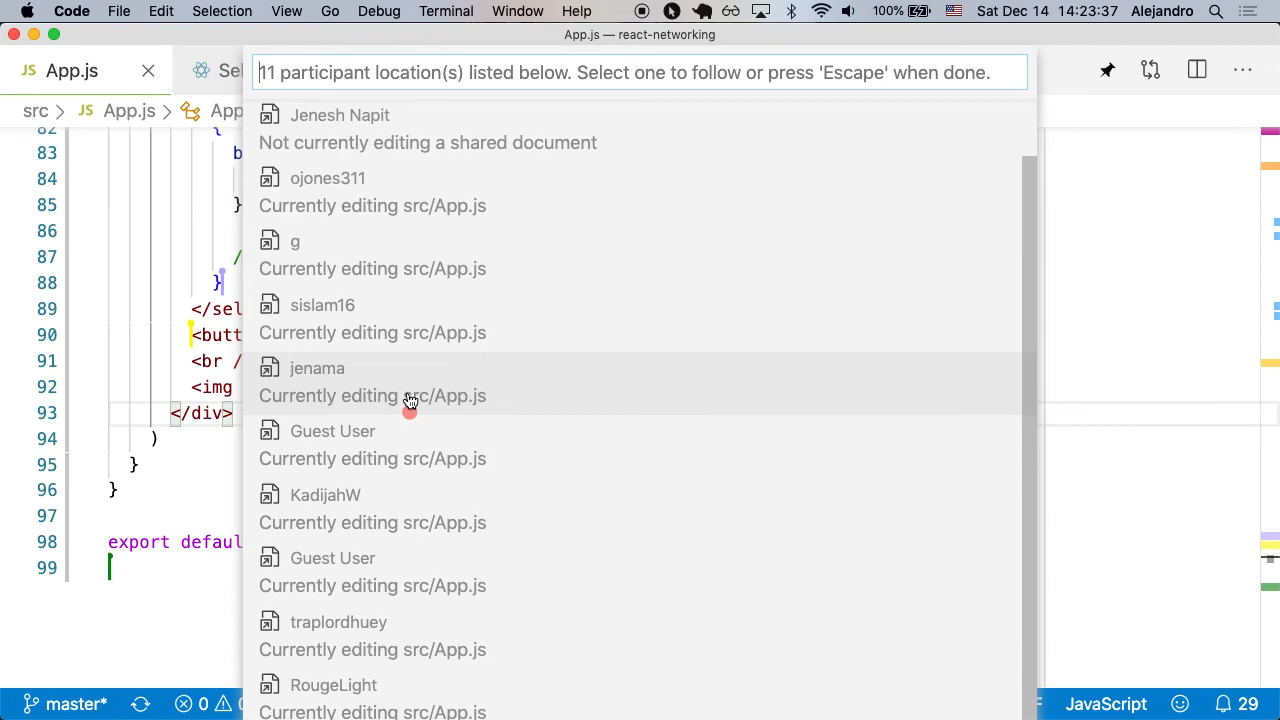 Code File Edit Selection View Go Debug Terminal Window Help 100% Sat Dec 14 14:23:37 Alejandro
App.js — react-networking
JS App.js
11 participant location(s) listed below. Select one to follow or press 'Escape' when done.
src > JS App.js > App
Jenesh Napit
Not currently editing a shared document
ojones311
Currently editing src/App.js
g
Currently editing src/App.js
sislam16
Currently editing src/App.js
jenama
Currently editing src/App.js
Guest User
Currently editing src/App.js
KadijahW
Currently editing src/App.js
Guest User
Currently editing src/App.js
traplordhuey
Currently editing src/App.js
RougeLight
Currently editing src/App.js
82 {
83 b
84
85 }
86
87 /
88 }
89 </sel
90 <butt
91 <br /
92 <img
93 </div>
94 )
95 }
96 }
97
98 export defaul
99
master* 0 JavaScript 29